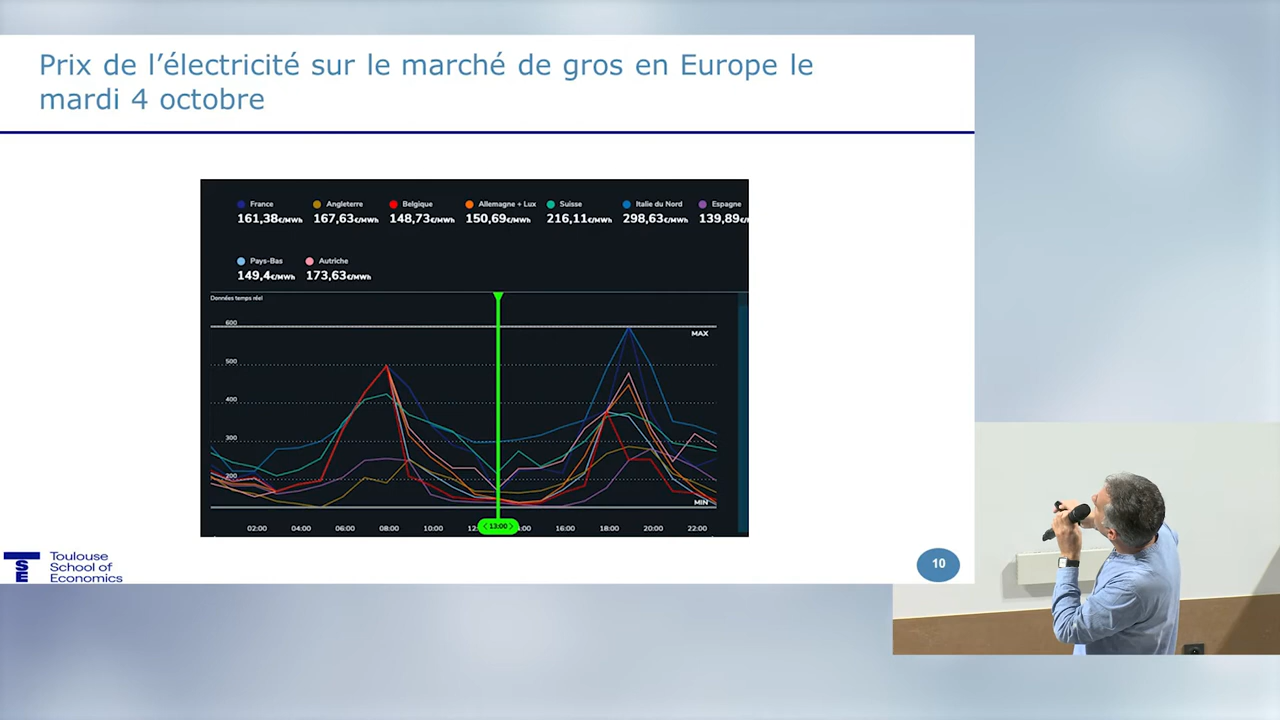 Prix de l’électricité sur le marché de gros en Europe le
mardi 4 octobre
France Angleterre Belgique Allemagne + Lux Suisse Italie du Nord Espagne
161,38€/MWh 167,63€/MWh 148,73€/MWh 150,69€/MWh 216,11€/MWh 298,63€/MWh 139,89€/
Pays-Bas Autriche
149,4€/MWh 173,63€/MWh
Données temps réel
600
MAX
500
400
300
200
MIN
02:00 04:00 06:00 08:00 10:00 13:00 16:00 18:00 20:00 22:00
Toulouse
School of
Economics
TSE
10